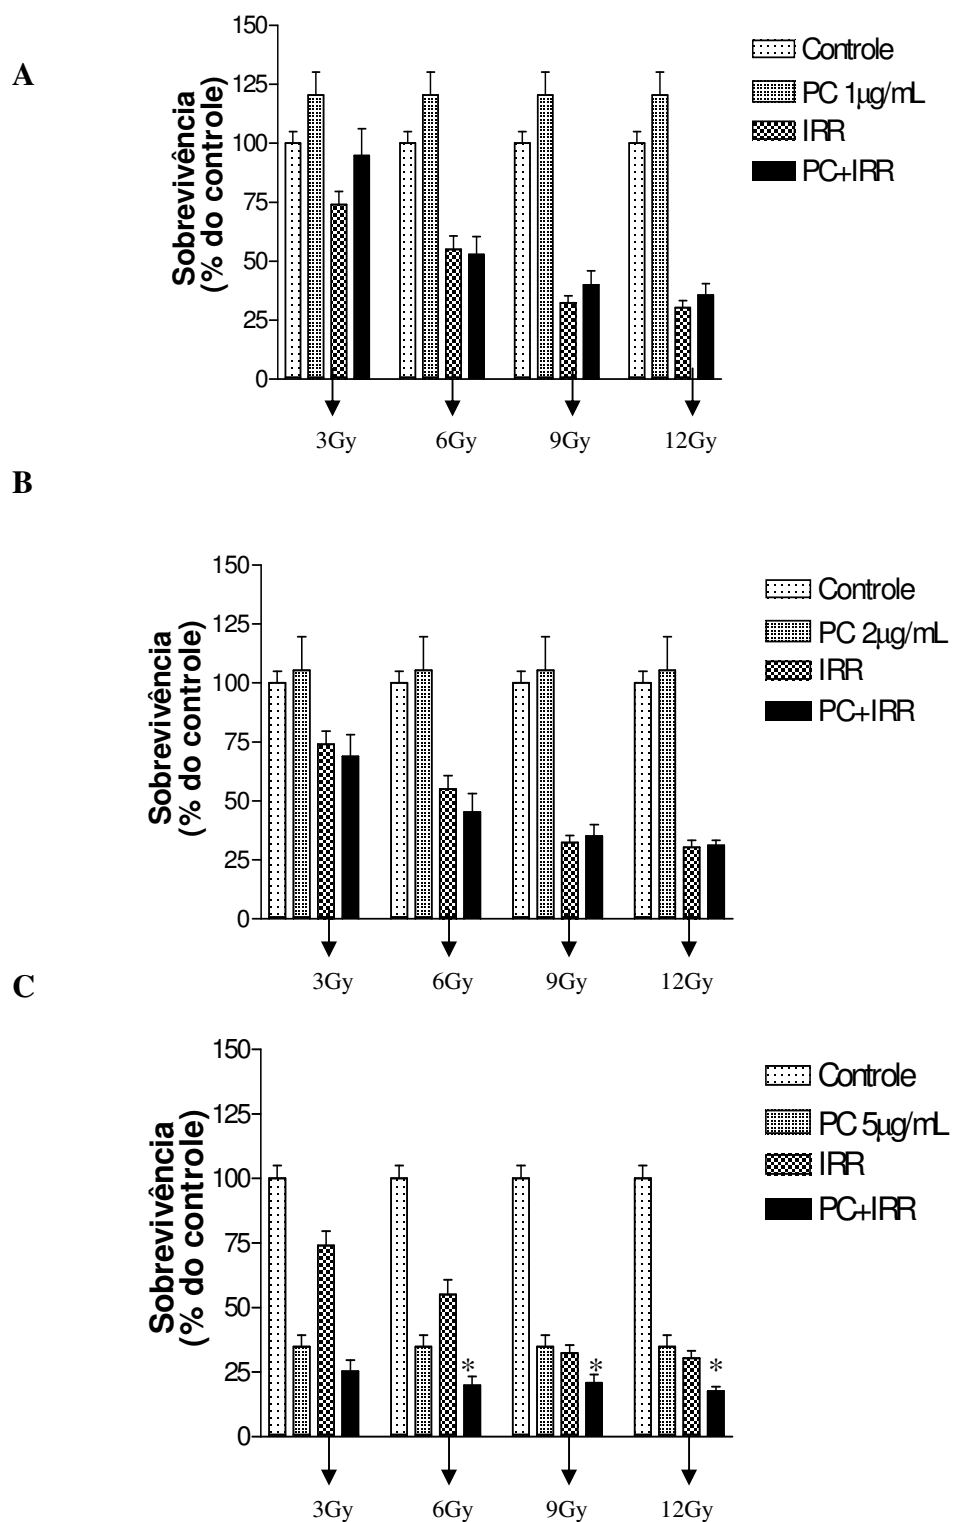 A
Sobrevivência
(% do controle)
150
125
100
75
50
25
0
3Gy
6Gy
9Gy
12Gy
Controle
PC 1µg/mL
IRR
PC+IRR
B
Sobrevivência
(% do controle)
150
125
100
75
50
25
0
3Gy
6Gy
9Gy
12Gy
Controle
PC 2µg/mL
IRR
PC+IRR
C
Sobrevivência
(% do controle)
150
125
100
75
50
25
0
*
*
*
3Gy
6Gy
9Gy
12Gy
Controle
PC 5µg/mL
IRR
PC+IRR